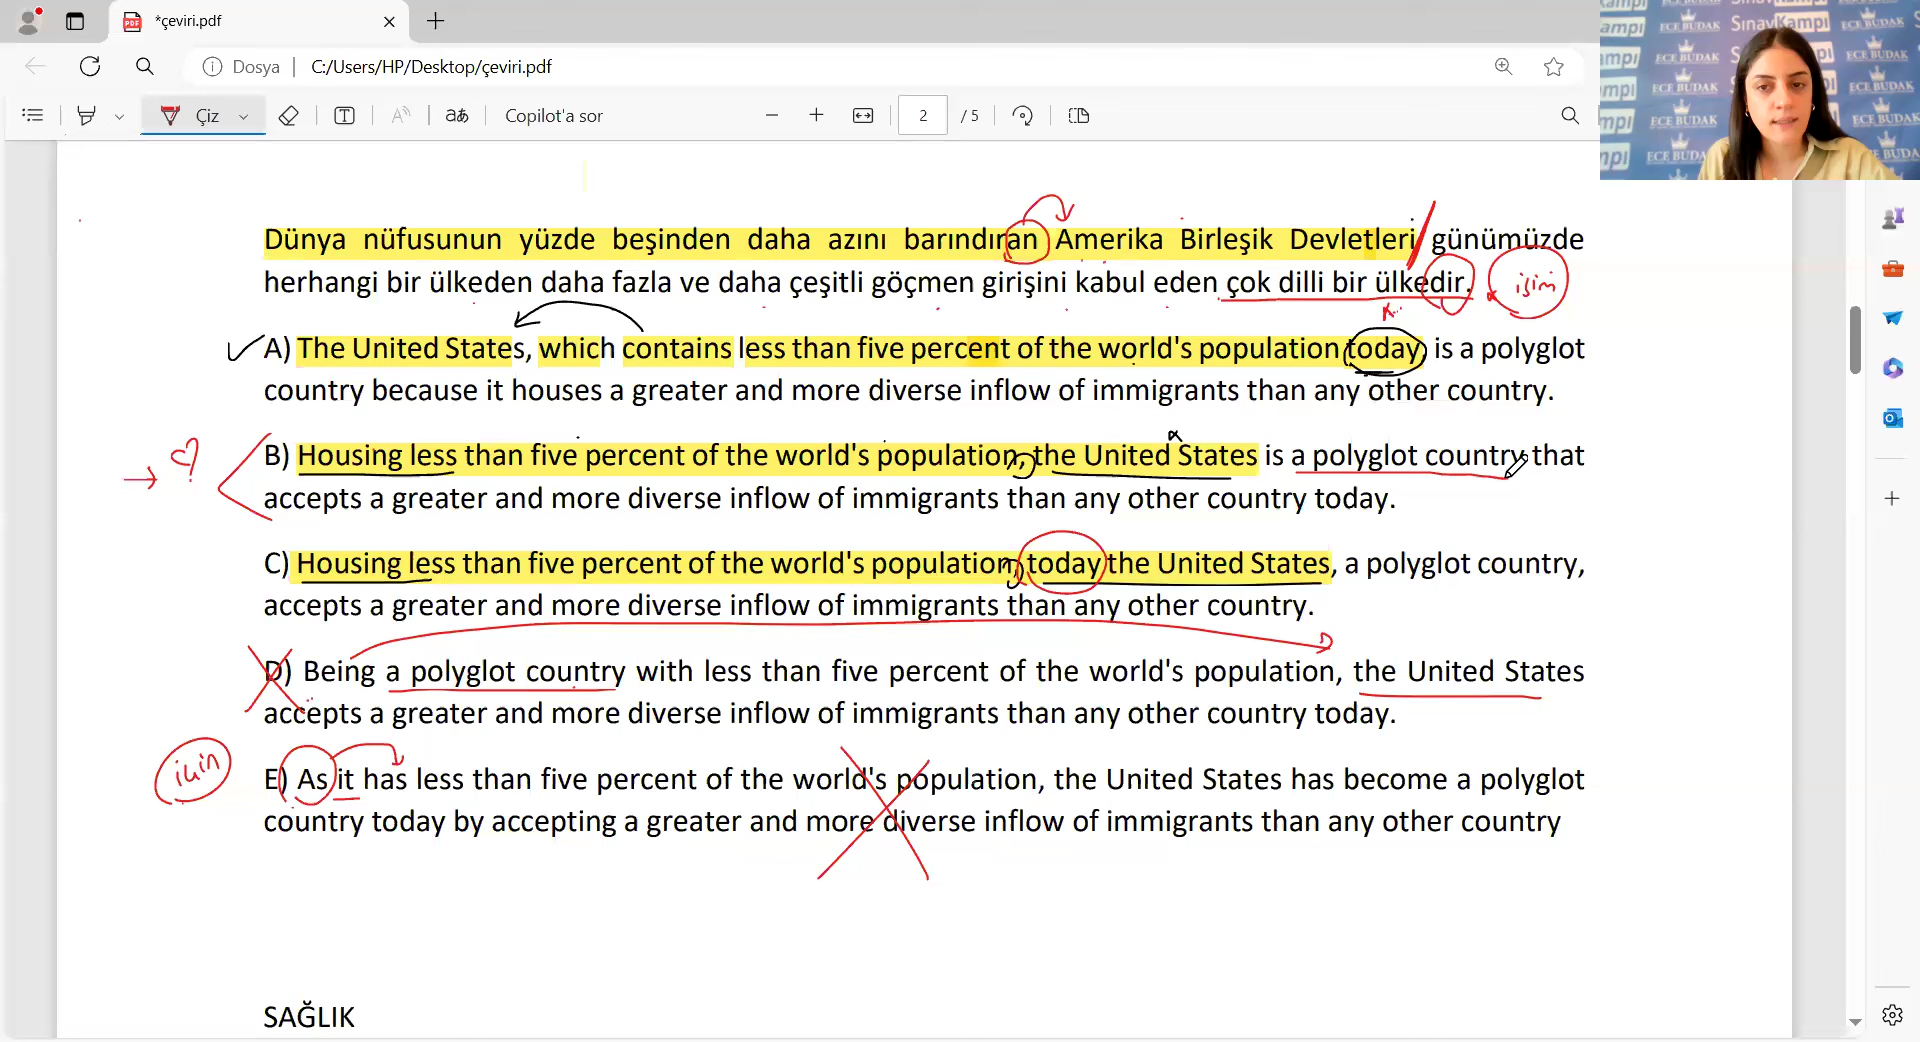 *çeviri.pdf
Dosya | C:/Users/HP/Desktop/çeviri.pdf
Çiz
Copilot'a sor
2 / 5
Dünya nüfusunun yüzde beşinden daha azını barındıran Amerika Birleşik Devletleri günümüzde
herhangi bir ülkeden daha fazla ve daha çeşitli göçmen girişini kabul eden çok dilli bir ülkedir.
isim
A) The United States, which contains less than five percent of the world's population today, is a polyglot
country because it houses a greater and more diverse inflow of immigrants than any other country.
B) Housing less than five percent of the world's population, the United States is a polyglot country that
accepts a greater and more diverse inflow of immigrants than any other country today.
C) Housing less than five percent of the world's population, today the United States, a polyglot country,
accepts a greater and more diverse inflow of immigrants than any other country.
D) Being a polyglot country with less than five percent of the world's population, the United States
accepts a greater and more diverse inflow of immigrants than any other country today.
için
E) As it has less than five percent of the world's population, the United States has become a polyglot
country today by accepting a greater and more diverse inflow of immigrants than any other country
SAĞLIK
ECE BUDAK
SınavKampı